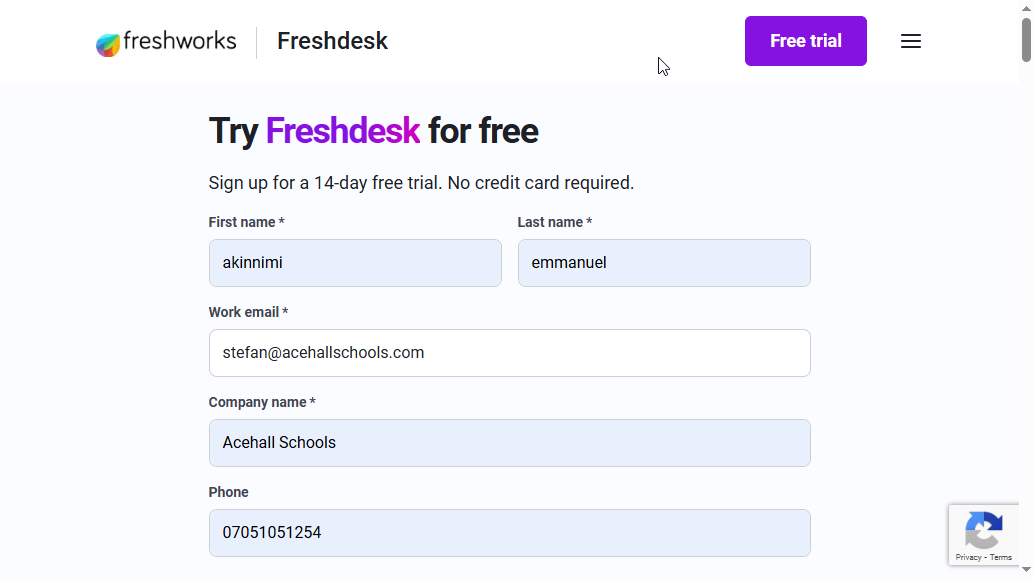 freshworks
Freshdesk
Free trial
Try Freshdesk for free
Sign up for a 14-day free trial. No credit card required.
First name *
Last name *
akinnimi
emmanuel
Work email *
stefan@acehallschools.com
Company name *
Acehall Schools
Phone
07051051254
Privacy - Terms